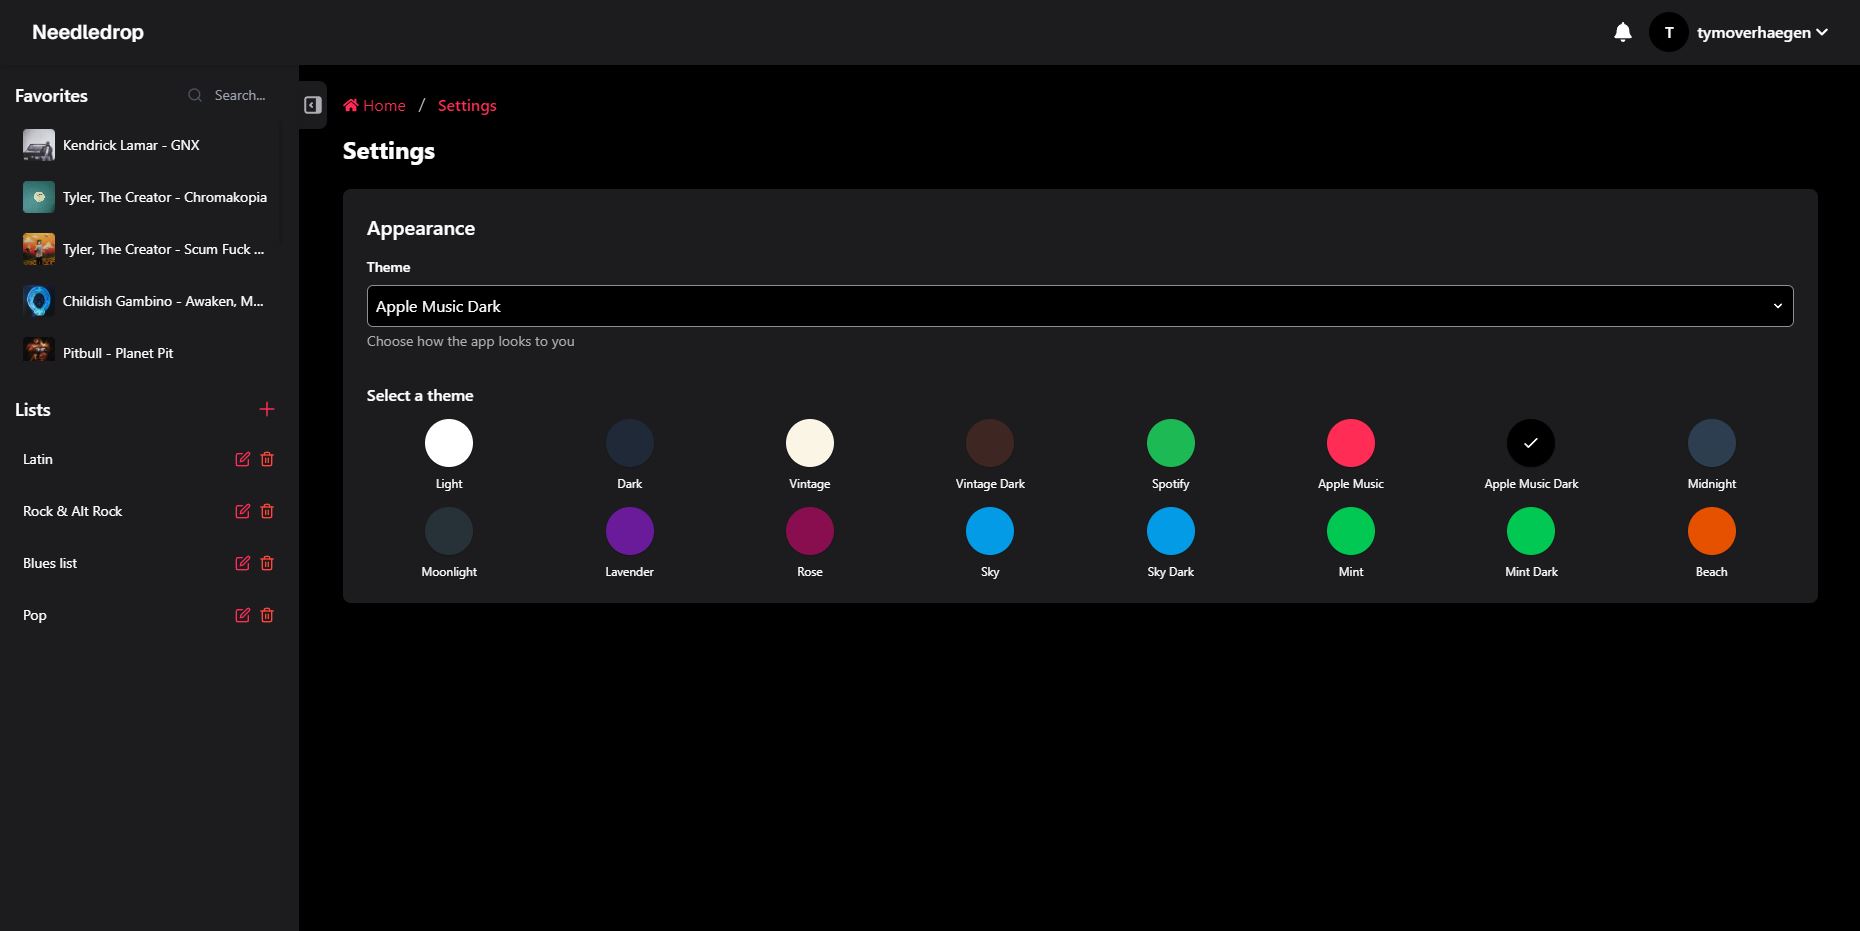 Needledrop
T tymoverhaegen
Favorites
Search...
Kendrick Lamar - GNX
Tyler, The Creator - Chromakopia
Tyler, The Creator - Scum Fuck ...
Childish Gambino - Awaken, M...
Pitbull - Planet Pit
Lists
Latin
Rock & Alt Rock
Blues list
Pop
Home / Settings
Settings
Appearance
Theme
Apple Music Dark
Choose how the app looks to you
Select a theme
Light Dark Vintage Vintage Dark Spotify Apple Music Apple Music Dark Midnight
Moonlight Lavender Rose Sky Sky Dark Mint Mint Dark Beach